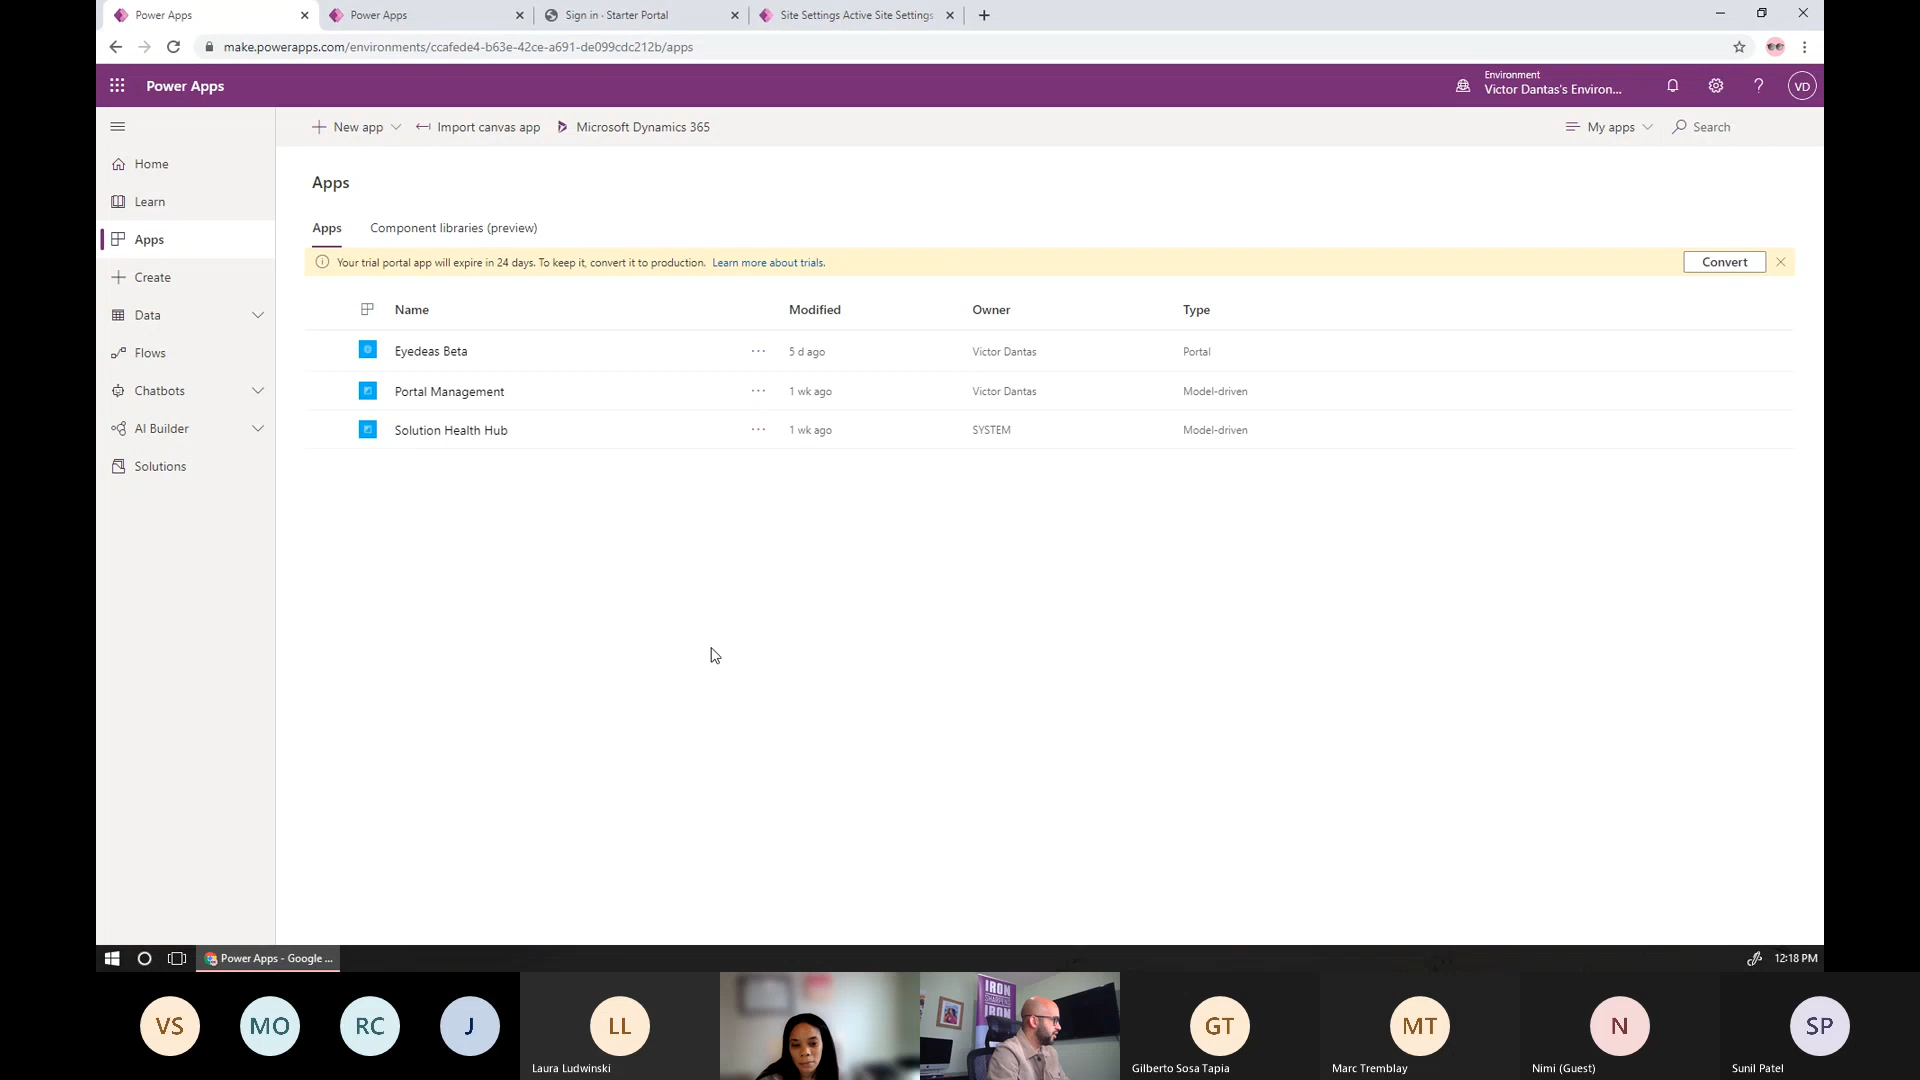 Power Apps
Power Apps
Sign in · Starter Portal
Site Settings Active Site Settings
make.powerapps.com/environments/ccafede4-b63e-42ce-a691-de099cdc212b/apps
Power Apps
Environment
Victor Dantas's Environ...
VD
New app
Import canvas app
Microsoft Dynamics 365
My apps
Search
Home
Learn
Apps
Create
Data
Flows
Chatbots
AI Builder
Solutions
Apps
Apps
Component libraries (preview)
Your trial portal app will expire in 24 days. To keep it, convert it to production. Learn more about trials.
Convert
Name Modified Owner Type
Eyedeas Beta ... 5 d ago Victor Dantas Portal
Portal Management ... 1 wk ago Victor Dantas Model-driven
Solution Health Hub ... 1 wk ago SYSTEM Model-driven
Power Apps - Google ...
12:18 PM
VS
MO
RC
J
LL
Laura Ludwinski
IRON
SHARPENS
IRON
GT
Gilberto Sosa Tapia
MT
Marc Tremblay
N
Nimi (Guest)
SP
Sunil Patel